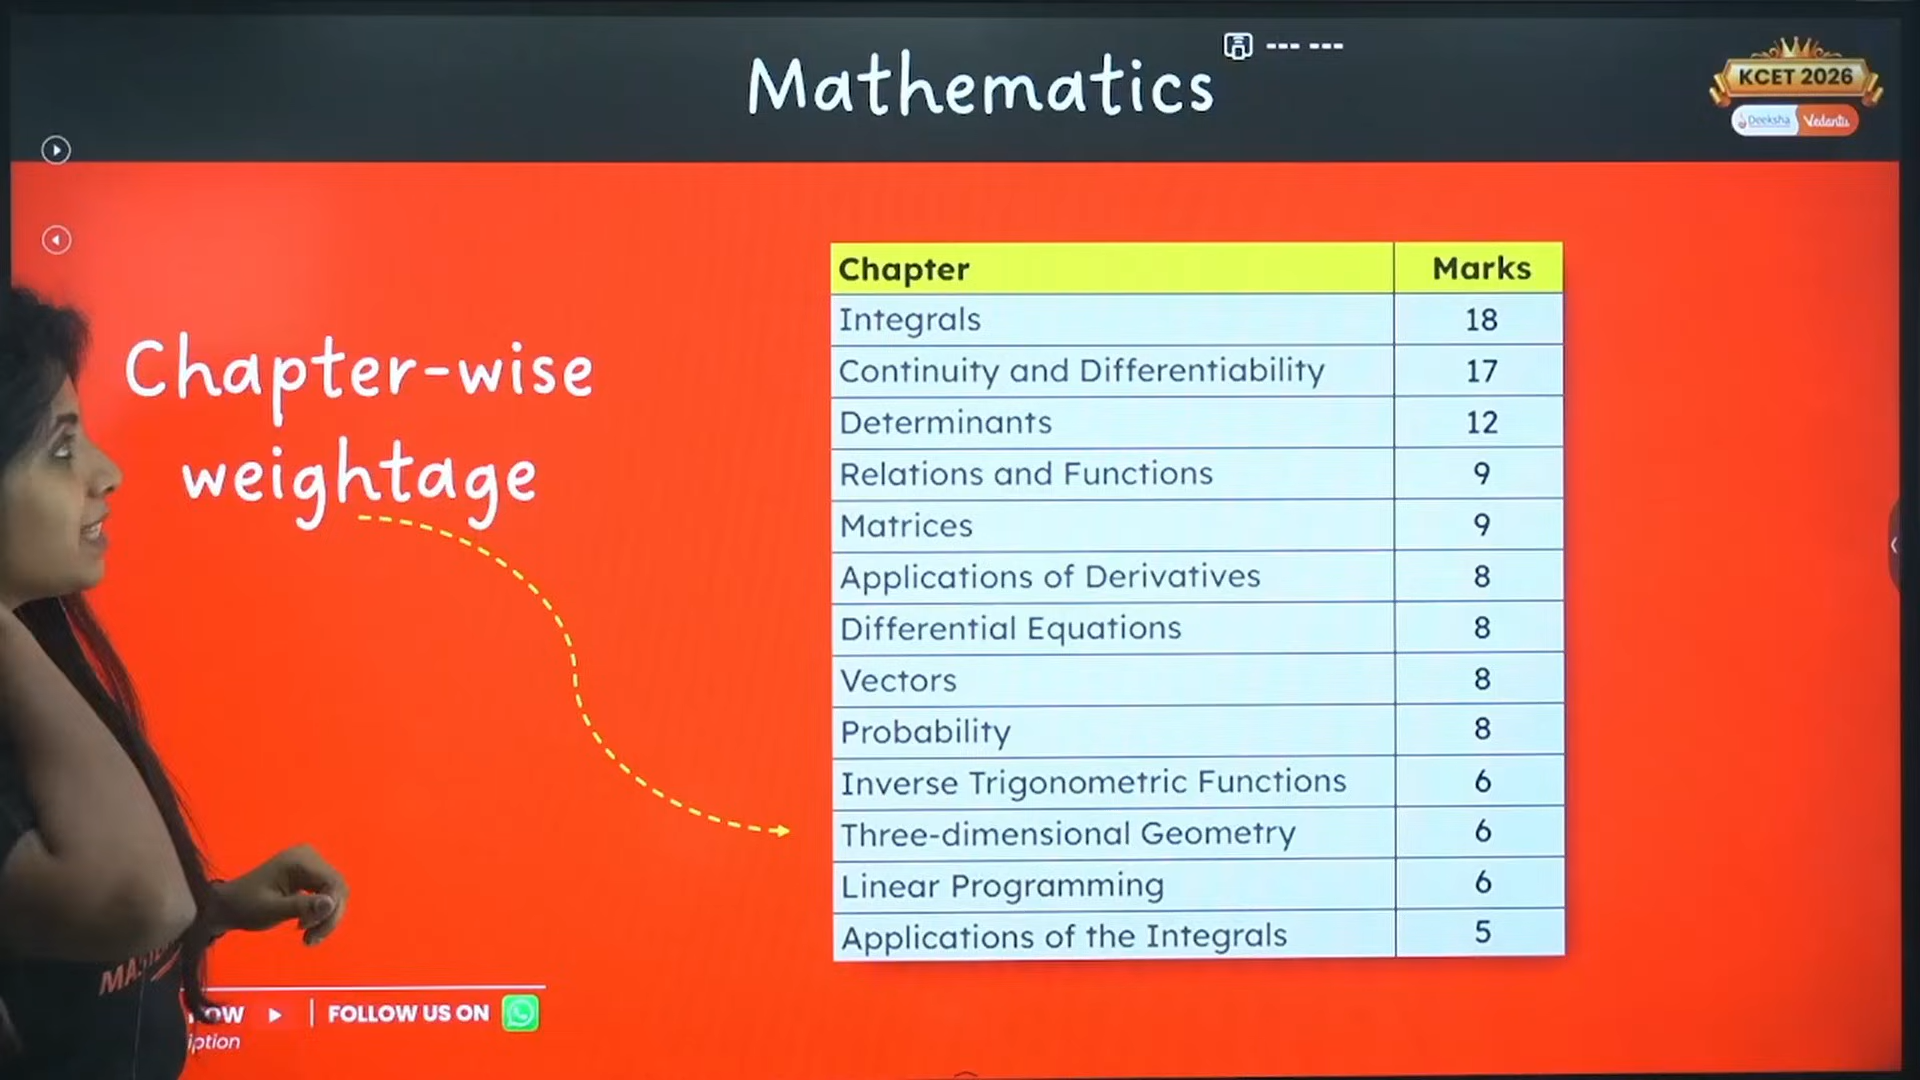 Mathematics
KCET 2026
Deeksha Vedantu
Chapter-wise
weightage
Chapter Marks
Integrals 18
Continuity and Differentiability 17
Determinants 12
Relations and Functions 9
Matrices 9
Applications of Derivatives 8
Differential Equations 8
Vectors 8
Probability 8
Inverse Trigonometric Functions 6
Three-dimensional Geometry 6
Linear Programming 6
Applications of the Integrals 5
FOLLOW US ON